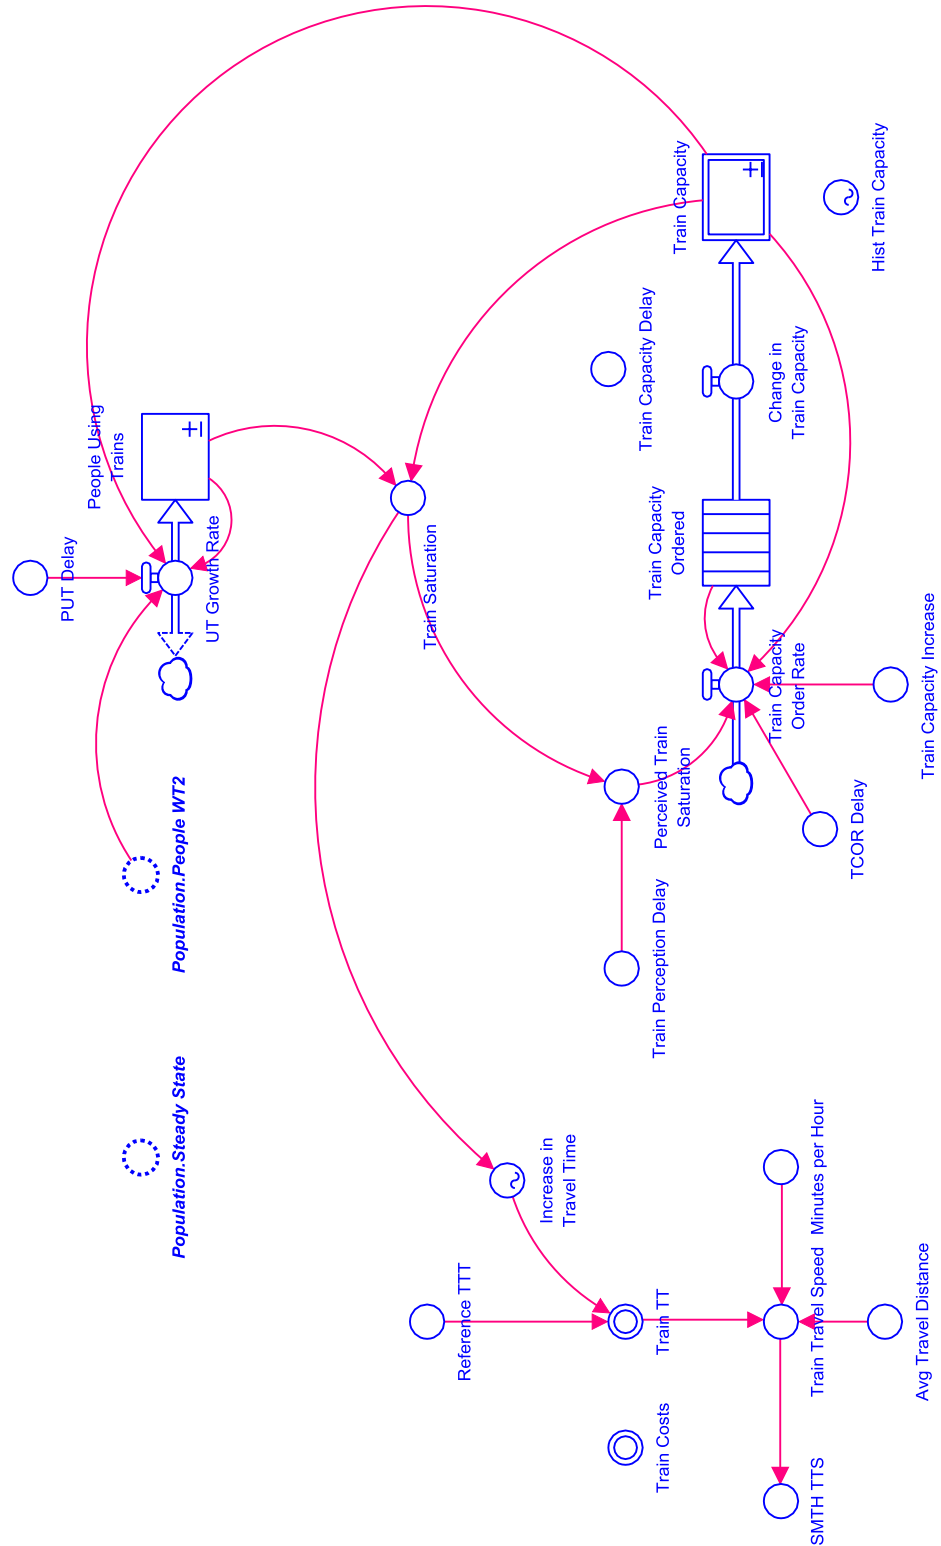 People Using
Trains
PUT Delay
UT Growth Rate
Population.People WT2
Population.Steady State
Train Saturation
Train Capacity
Hist Train Capacity
Train Capacity Delay
Change in
Train Capacity
Train Capacity
Ordered
Train Capacity
Order Rate
Train Capacity Increase
TCOR Delay
Perceived Train
Saturation
Train Perception Delay
Increase in
Travel Time
Reference TTT
Train TT
Train Costs
Minutes per Hour
Train Travel Speed
Avg Travel Distance
SMTH TTS